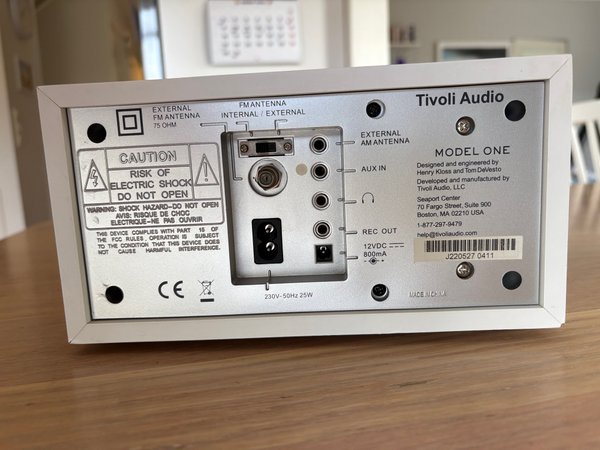 EXTERNAL
FM ANTENNA
75 OHM
FM ANTENNA
INTERNAL / EXTERNAL
EXTERNAL
AM ANTENNA
AUX IN
REC OUT
12VDC
800mA
230V~50Hz 25W
CAUTION
RISK OF
ELECTRIC SHOCK
DO NOT OPEN
WARNING: SHOCK HAZARD-DO NOT OPEN
AVIS: RISQUE DE CHOC
ELECTRIQUE-NE PAS OUVRIR
THIS DEVICE COMPLIES WITH PART 15 OF
THE FCC RULES, OPERATION IS SUBJECT
TO THE CONDITION THAT THIS DEVICE DOES
NOT CAUSE HARMFUL INTERFERENCE.
CE
Tivoli Audio
MODEL ONE
Designed and engineered by
Henry Kloss and Tom DeVesto
Developed and manufactured by
Tivoli Audio, LLC
Seaport Center
70 Fargo Street, Suite 900
Boston, MA 02210 USA
1-877-297-9479
help@tivoliaudio.com
J220527 0411
MADE IN CHINA